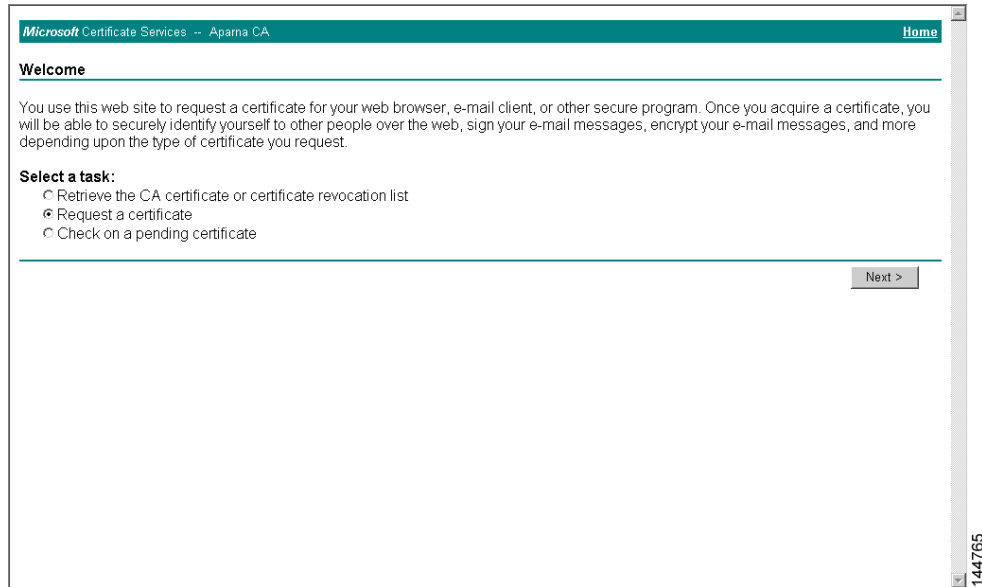 Microsoft Certificate Services -- Aparna CA Home
Welcome
You use this web site to request a certificate for your web browser, e-mail client, or other secure program. Once you acquire a certificate, you
will be able to securely identify yourself to other people over the web, sign your e-mail messages, encrypt your e-mail messages, and more
depending upon the type of certificate you request.
Select a task:
Retrieve the CA certificate or certificate revocation list
Request a certificate
Check on a pending certificate
Next >
144765